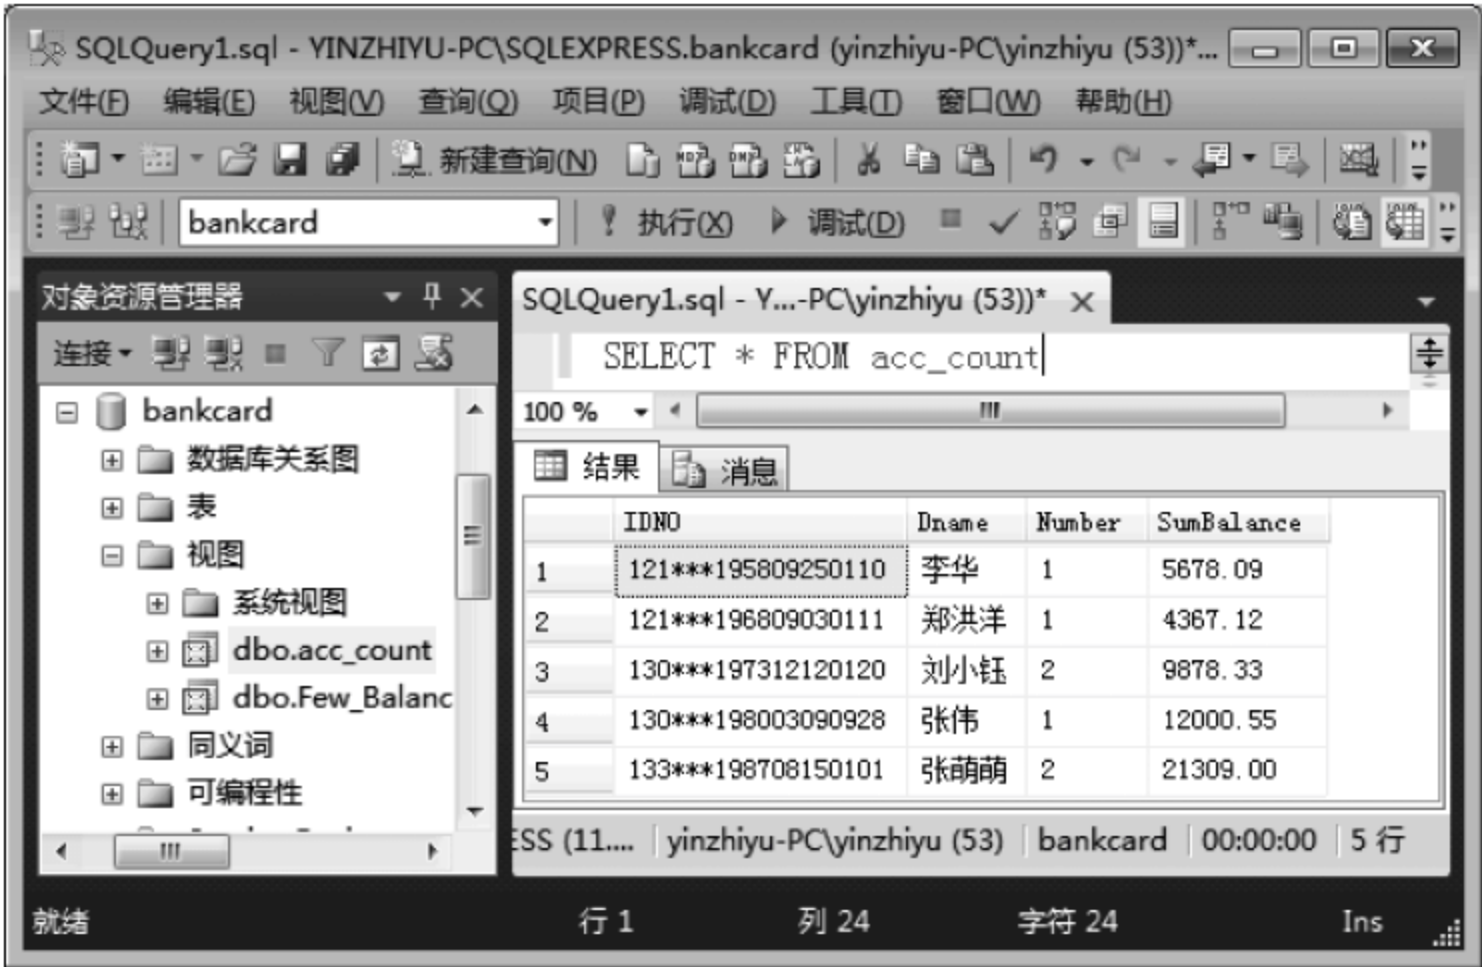 SQLQuery1.sql - YINZHIYU-PC\SQLEXPRESS.bankcard (yinzhiyu-PC\yinzhiyu (53))*...
文件(F) 编辑(E) 视图(V) 查询(Q) 项目(P) 调试(D) 工具(T) 窗口(W) 帮助(H)
新建查询(N)
bankcard 执行(X) 调试(D)
对象资源管理器
连接
bankcard
数据库关系图
表
视图
系统视图
dbo.acc_count
dbo.Few_Balanc
同义词
可编程性
SQLQuery1.sql - Y...-PC\yinzhiyu (53))*
SELECT * FROM acc_count
100 %
结果 消息
IDNO Dname Number SumBalance
1 121***195809250110 李华 1 5678.09
2 121***196809030111 郑洪洋 1 4367.12
3 130***197312120120 刘小钰 2 9878.33
4 130***198003090928 张伟 1 12000.55
5 133***198708150101 张萌萌 2 21309.00
ESS (11.... yinzhiyu-PC\yinzhiyu (53) bankcard 00:00:00 5 行
就绪 行 1 列 24 字符 24 Ins